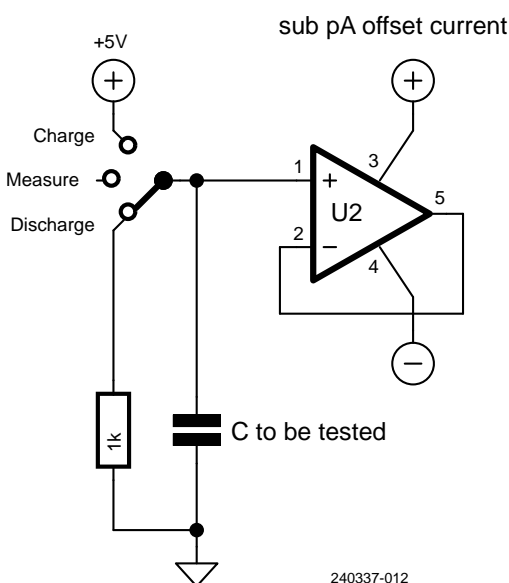 sub pA offset current
+5V
+
+
Charge
Measure
Discharge
1
+
3
U2
5
2
−
4
−
1k
C to be tested
240337-012